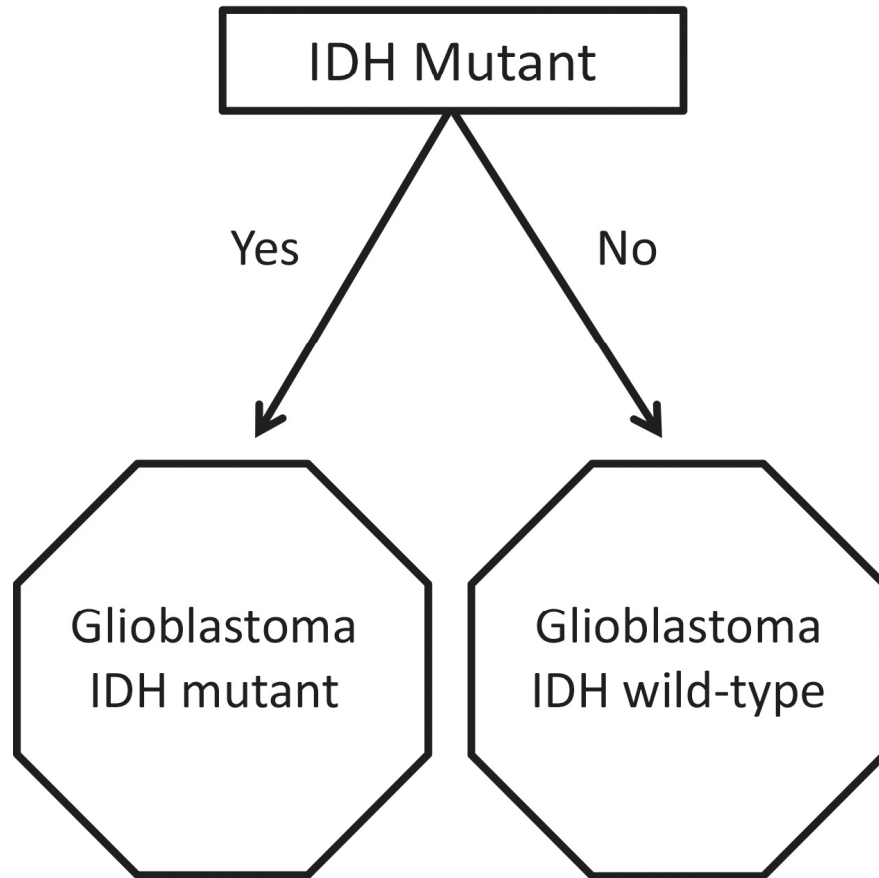 IDH Mutant
Yes
No
Glioblastoma
IDH mutant
Glioblastoma
IDH wild-type